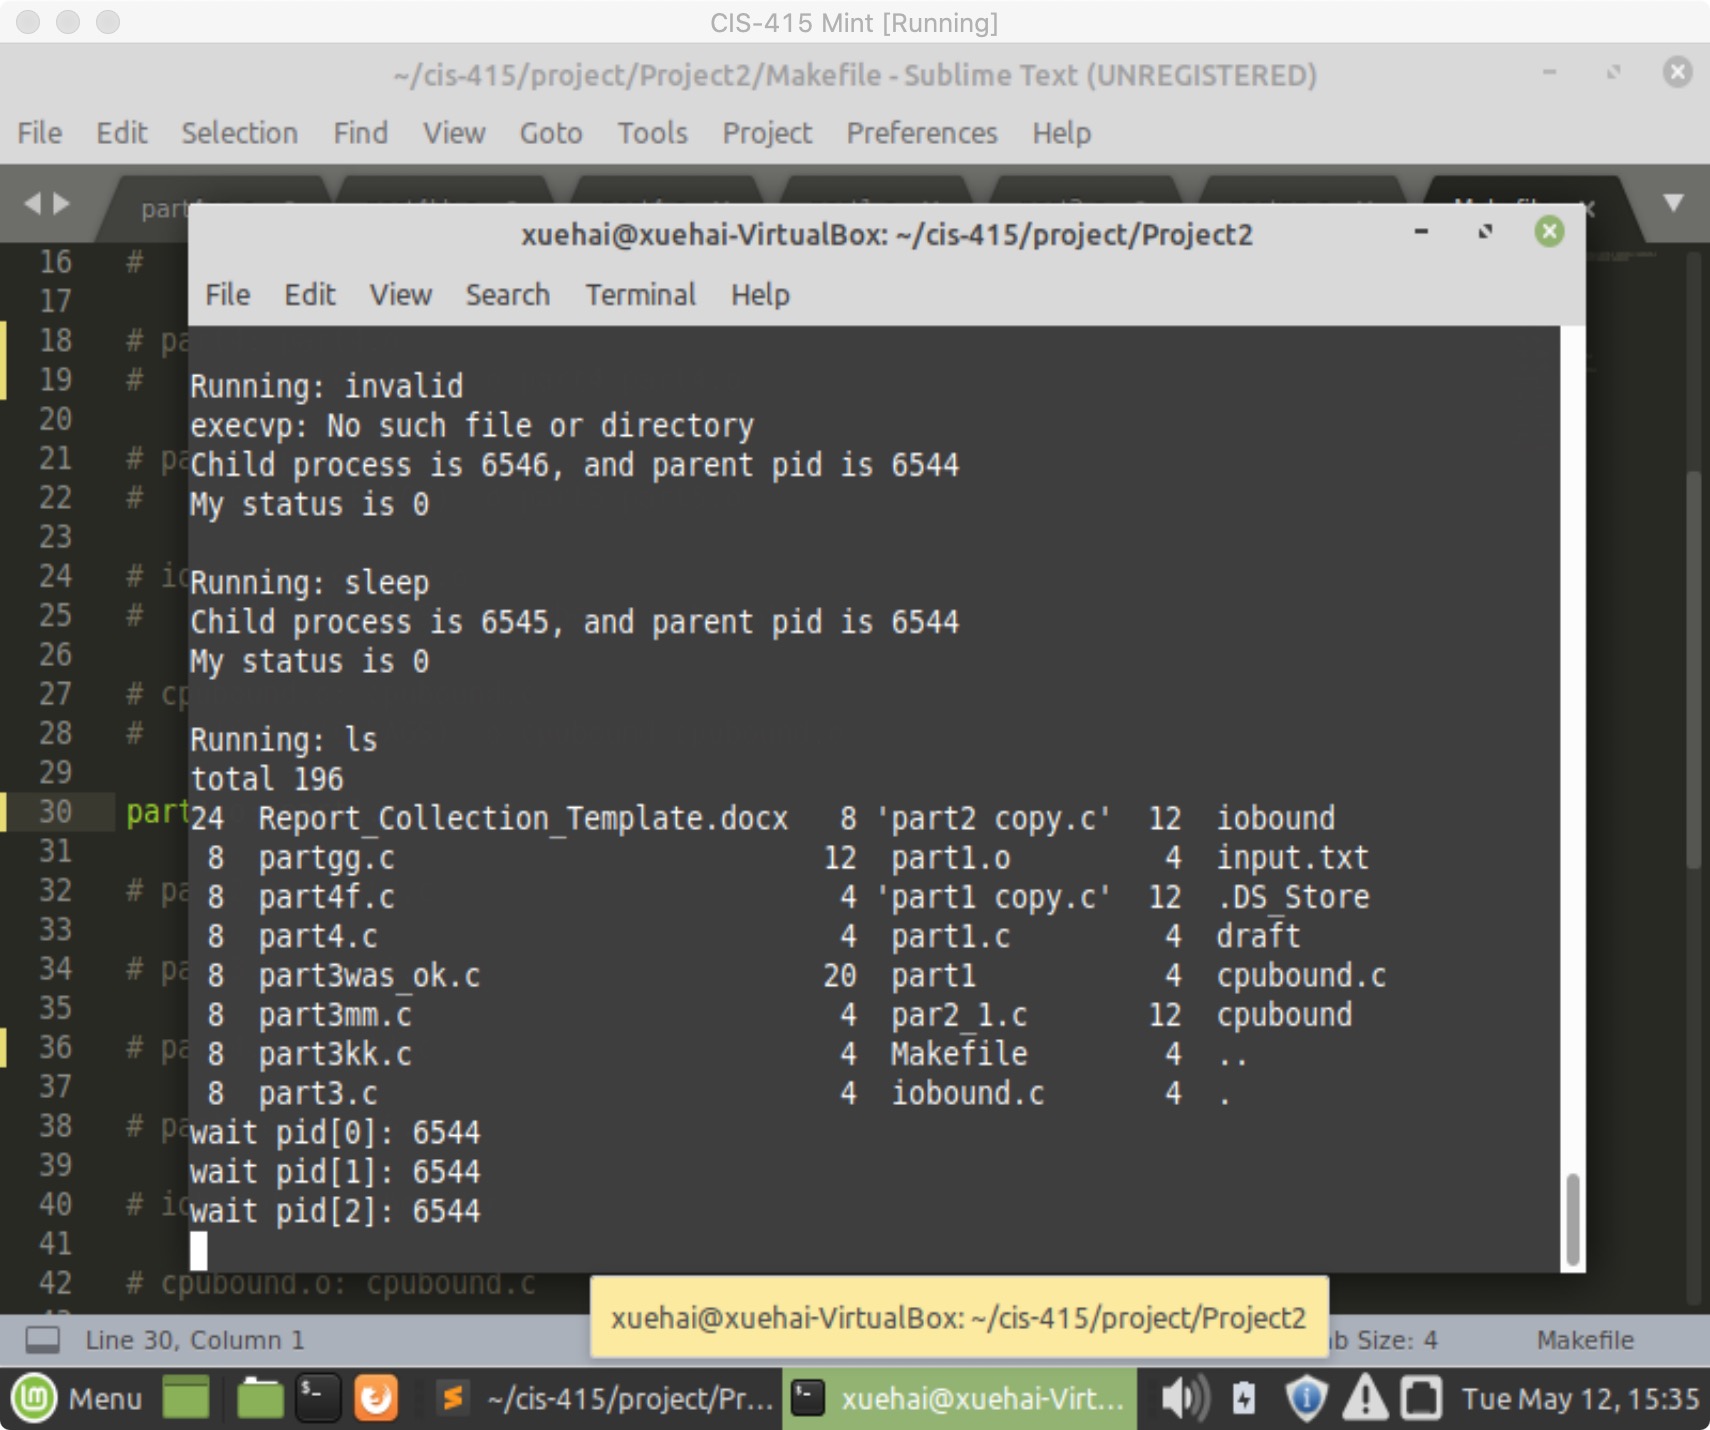 CIS-415 Mint [Running]
~/cis-415/project/Project2/Makefile - Sublime Text (UNREGISTERED)
File Edit Selection Find View Goto Tools Project Preferences Help
xuehai@xuehai-VirtualBox: ~/cis-415/project/Project2
File Edit View Search Terminal Help
16 #
17
18 # pa
19 #
20
21 # pa
22 #
23
24 # io
25 #
26
27 # cp
28 #
29
30 part
31
32 # pa
33
34 # pa
35
36 # pa
37
38 # pa
39
40 # io
41
42 # cpubound.o: cpubound.c
Running: invalid
execvp: No such file or directory
Child process is 6546, and parent pid is 6544
My status is 0
Running: sleep
Child process is 6545, and parent pid is 6544
My status is 0
Running: ls
total 196
24 Report_Collection_Template.docx 8 'part2 copy.c' 12 iobound
8 partgg.c 12 part1.o 4 input.txt
8 part4f.c 4 'part1 copy.c' 12 .DS_Store
8 part4.c 4 part1.c 4 draft
8 part3was_ok.c 20 part1 4 cpubound.c
8 part3mm.c 4 par2_1.c 12 cpubound
8 part3kk.c 4 Makefile 4 ..
8 part3.c 4 iobound.c 4 .
wait pid[0]: 6544
wait pid[1]: 6544
wait pid[2]: 6544
xuehai@xuehai-VirtualBox: ~/cis-415/project/Project2
Line 30, Column 1 b Size: 4 Makefile
Menu ~/cis-415/project/Pr... xuehai@xuehai-Virt... Tue May 12, 15:35